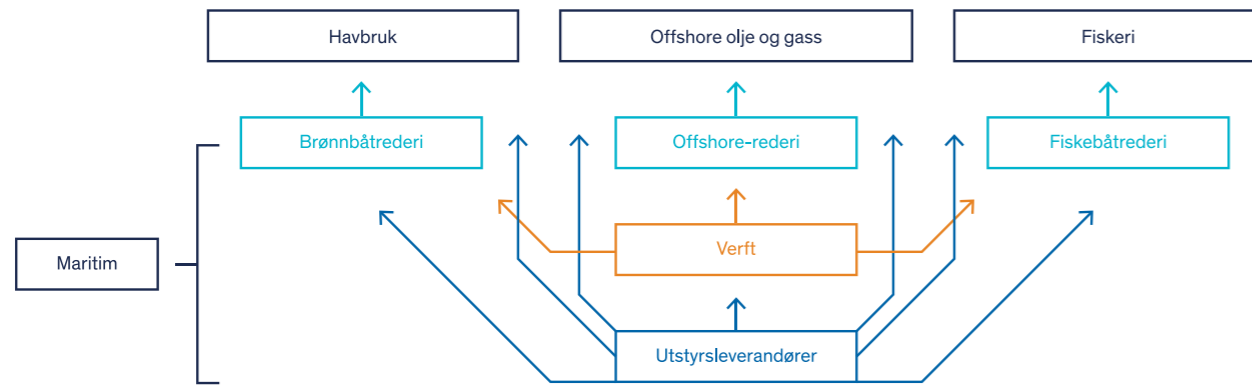 Havbruk
Offshore olje og gass
Fiskeri
Brønnbåtrederi
Offshore-rederi
Fiskebåtrederi
Maritim
Verft
Utstyrsleverandører